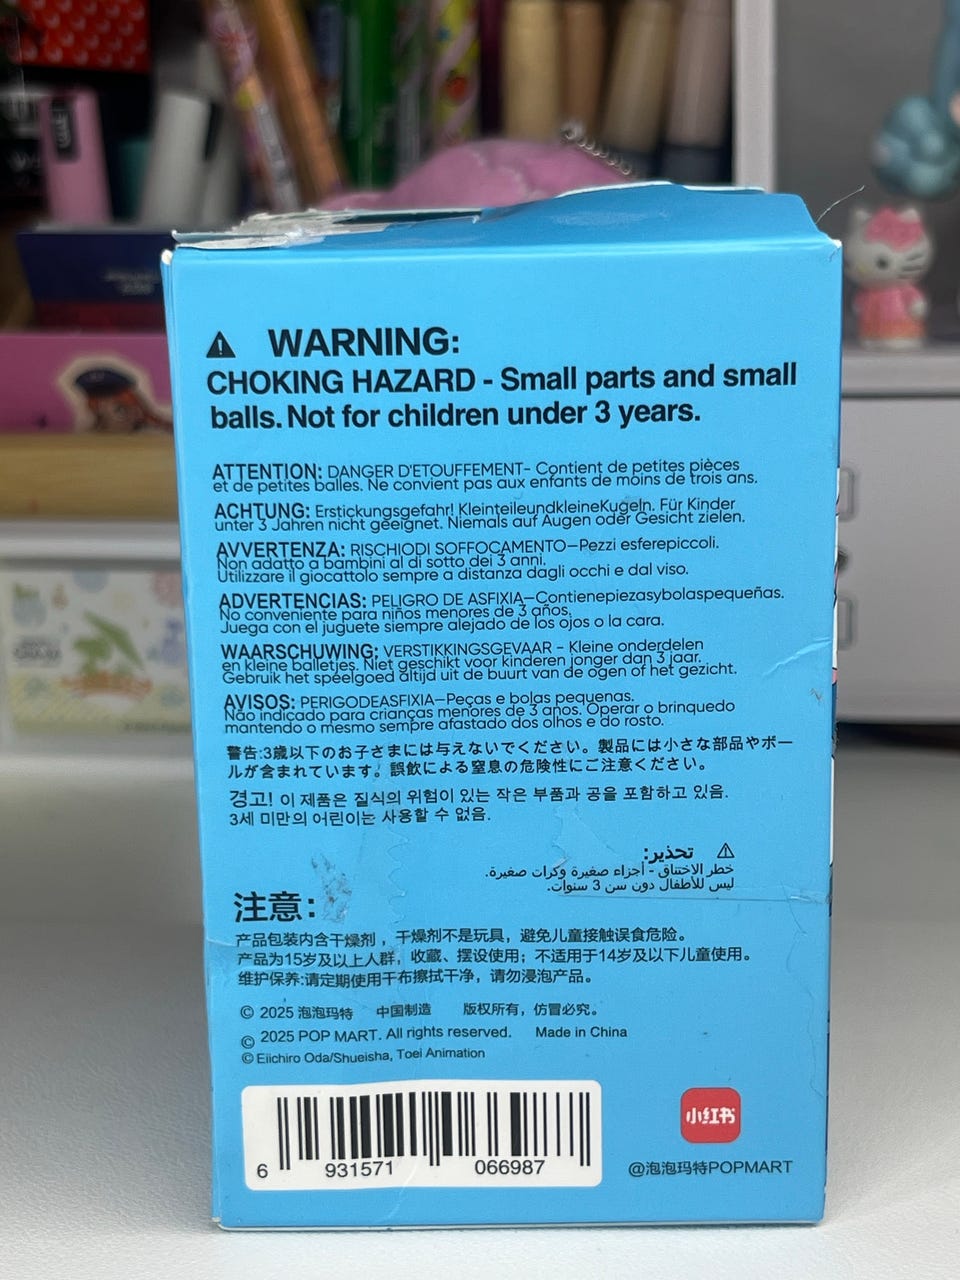 WARNING:
CHOKING HAZARD - Small parts and small
balls. Not for children under 3 years.
ATTENTION: DANGER D'ETOUFFEMENT- Contient de petites pièces
et de petites balles. Ne convient pas aux enfants de moins de trois ans.
ACHTUNG: Erstickungsgefahr! KleinteileundkleineKugeln. Für Kinder
unter 3 Jahren nicht geeignet. Niemals auf Augen oder Gesicht zielen.
AVVERTENZA: RISCHIODI SOFFOCAMENTO—Pezzi esferepiccoli.
Non adatto a bambini al di sotto dei 3 anni.
Utilizzare il giocattolo sempre a distanza dagli occhi e dal viso.
ADVERTENCIAS: PELIGRO DE ASFIXIA—Contienepiezasybolaspequeñas.
No conveniente para niños menores de 3 años.
Juega con el juguete siempre alejado de los ojos o la cara.
WAARSCHUWING: VERSTIKKINGSGEVAAR - Kleine onderdelen
en kleine balletjes. Niet geschikt voor kinderen jonger dan 3 jaar.
Gebruik het speelgoed altijd uit de buurt van de ogen of het gezicht.
AVISOS: PERIGODEASFIXIA—Peças e bolas pequenas.
Não indicado para crianças menores de 3 anos. Operar o brinquedo
mantendo o mesmo sempre afastado dos olhos e do rosto.
警告:3歳以下のお子さまには与えないでください。製品には小さな部品やボー
ルが含まれています。誤飲による窒息の危険性にご注意ください。
경고! 이 제품은 질식의 위험이 있는 작은 부품과 공을 포함하고 있음.
3세 미만의 어린이는 사용할 수 없음.
تحذير:
خطر الاختناق - أجزاء صغيرة وكرات صغيرة.
ليس للأطفال دون سن 3 سنوات.
注意:
产品包装内含干燥剂，干燥剂不是玩具，避免儿童接触误食危险。
产品为15岁及以上人群，收藏、摆设使用；不适用于14岁及以下儿童使用。
维护保养:请定期使用干布擦拭干净，请勿浸泡产品。
© 2025 泡泡玛特 中国制造 版权所有，仿冒必究。
© 2025 POP MART. All rights reserved. Made in China
© Eiichiro Oda/Shueisha, Toei Animation
6 931571 066987
小红书
@泡泡玛特POPMART